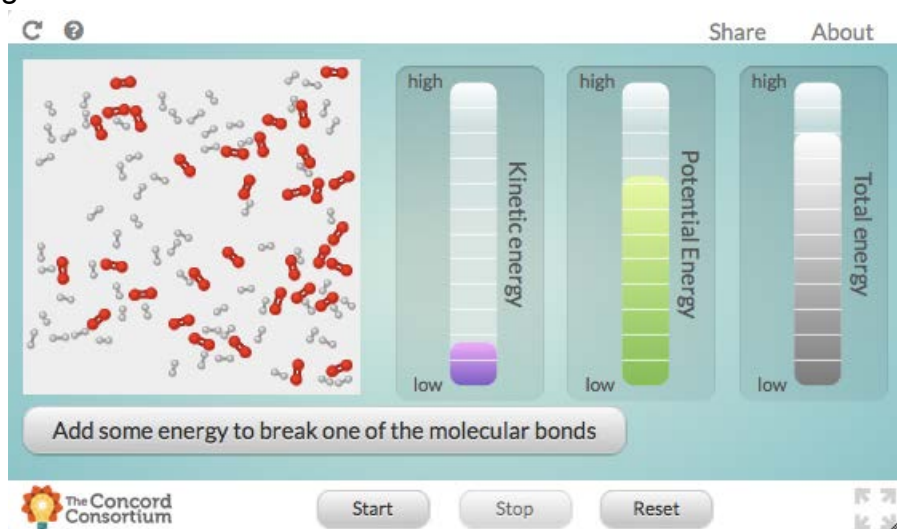 Share About
high high high
Kinetic energy
Potential Energy
Total energy
low low low
Add some energy to break one of the molecular bonds
The Concord
Consortium
Start Stop Reset